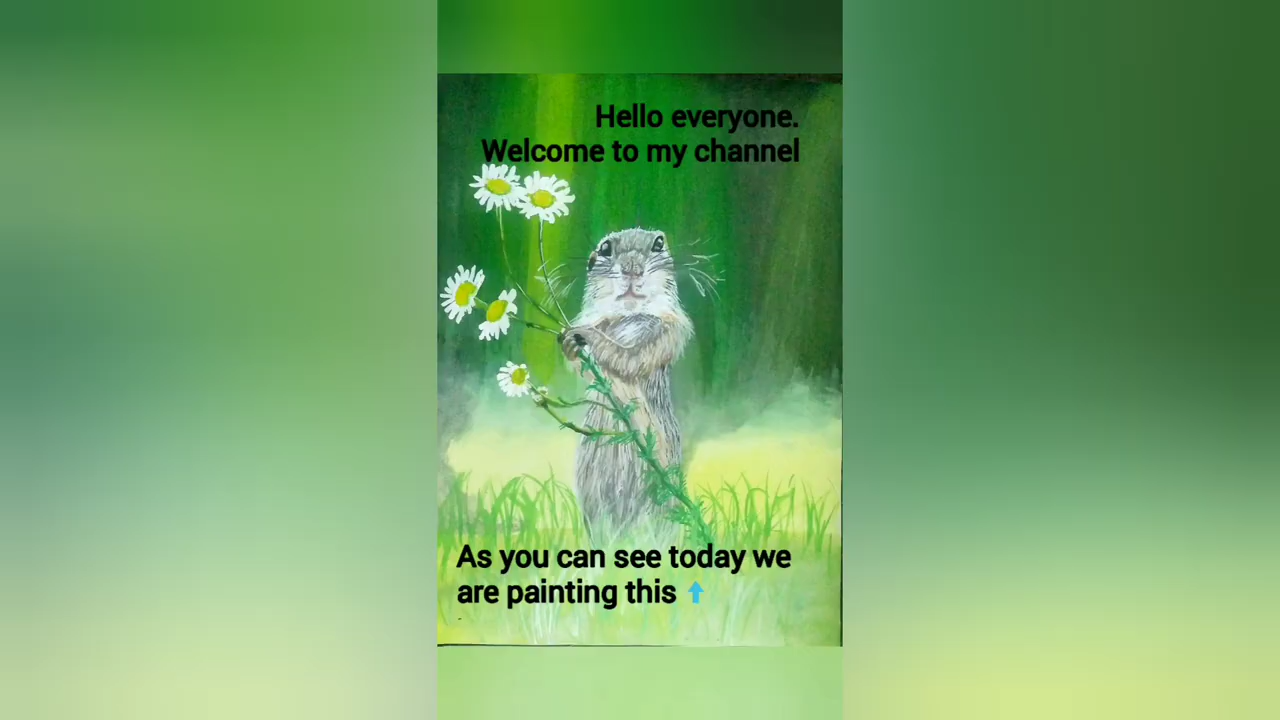 Hello everyone.
Welcome to my channel
As you can see today we
are painting this ⬆